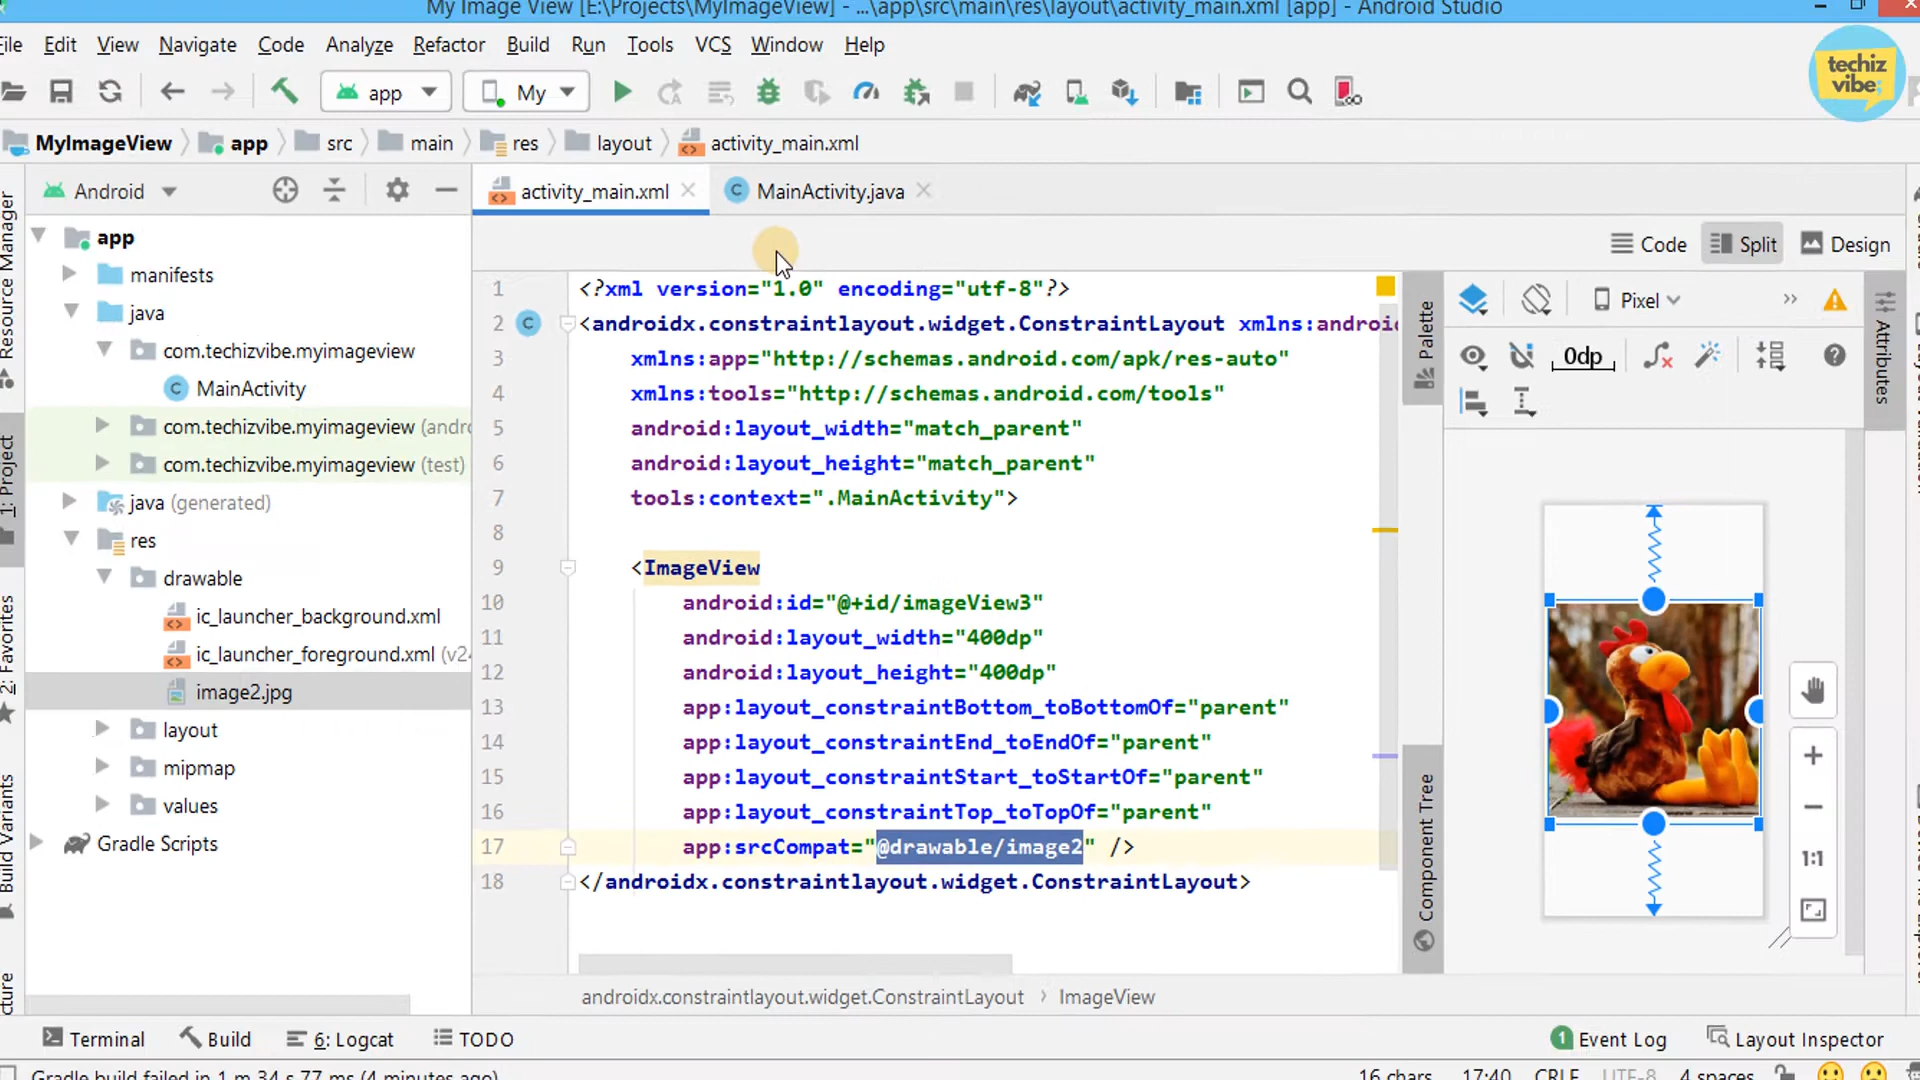 My Image View [E:\Projects\MyImageView] - ...\app\src\main\res\layout\activity_main.xml [app] - Android Studio
File Edit View Navigate Code Analyze Refactor Build Run Tools VCS Window Help
app My
techiz vibe;
MyImageView app src main res layout activity_main.xml
Android activity_main.xml MainActivity.java
Code Split Design
Resource Manager
1: Project
2: Favorites
Build Variants
app
manifests
java
com.techizvibe.myimageview
MainActivity
com.techizvibe.myimageview (andro
com.techizvibe.myimageview (test)
java (generated)
res
drawable
ic_launcher_background.xml
ic_launcher_foreground.xml (v24
image2.jpg
layout
mipmap
values
Gradle Scripts
1 <?xml version="1.0" encoding="utf-8"?>
2 <androidx.constraintlayout.widget.ConstraintLayout xmlns:android
3 xmlns:app="http://schemas.android.com/apk/res-auto"
4 xmlns:tools="http://schemas.android.com/tools"
5 android:layout_width="match_parent"
6 android:layout_height="match_parent"
7 tools:context=".MainActivity">
8
9 <ImageView
10 android:id="@+id/imageView3"
11 android:layout_width="400dp"
12 android:layout_height="400dp"
13 app:layout_constraintBottom_toBottomOf="parent"
14 app:layout_constraintEnd_toEndOf="parent"
15 app:layout_constraintStart_toStartOf="parent"
16 app:layout_constraintTop_toTopOf="parent"
17 app:srcCompat="@drawable/image2" />
18 </androidx.constraintlayout.widget.ConstraintLayout>
Palette
Component Tree
Pixel
0dp
Attributes
1:1
androidx.constraintlayout.widget.ConstraintLayout › ImageView
Terminal Build 6: Logcat TODO 1 Event Log Layout Inspector
Gradle build failed in 1 m 34 s 77 ms (4 minutes ago) 16 chars 17:40 CRLF UTF-8 4 spaces